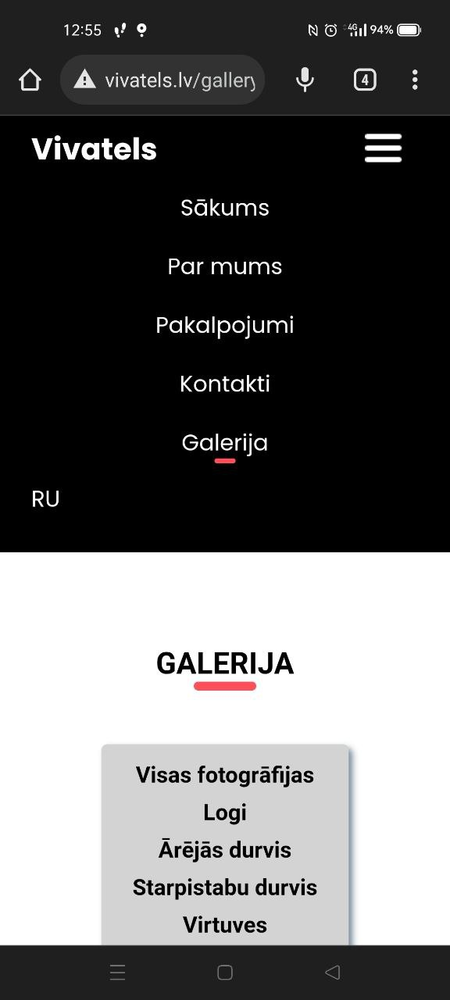 12:55
4G
94%
vivatels.lv/gallery
4
Vivatels
Sākums
Par mums
Pakalpojumi
Kontakti
Galerija
RU
GALERIJA
Visas fotogrāfijas
Logi
Ārējās durvis
Starpistabu durvis
Virtuves